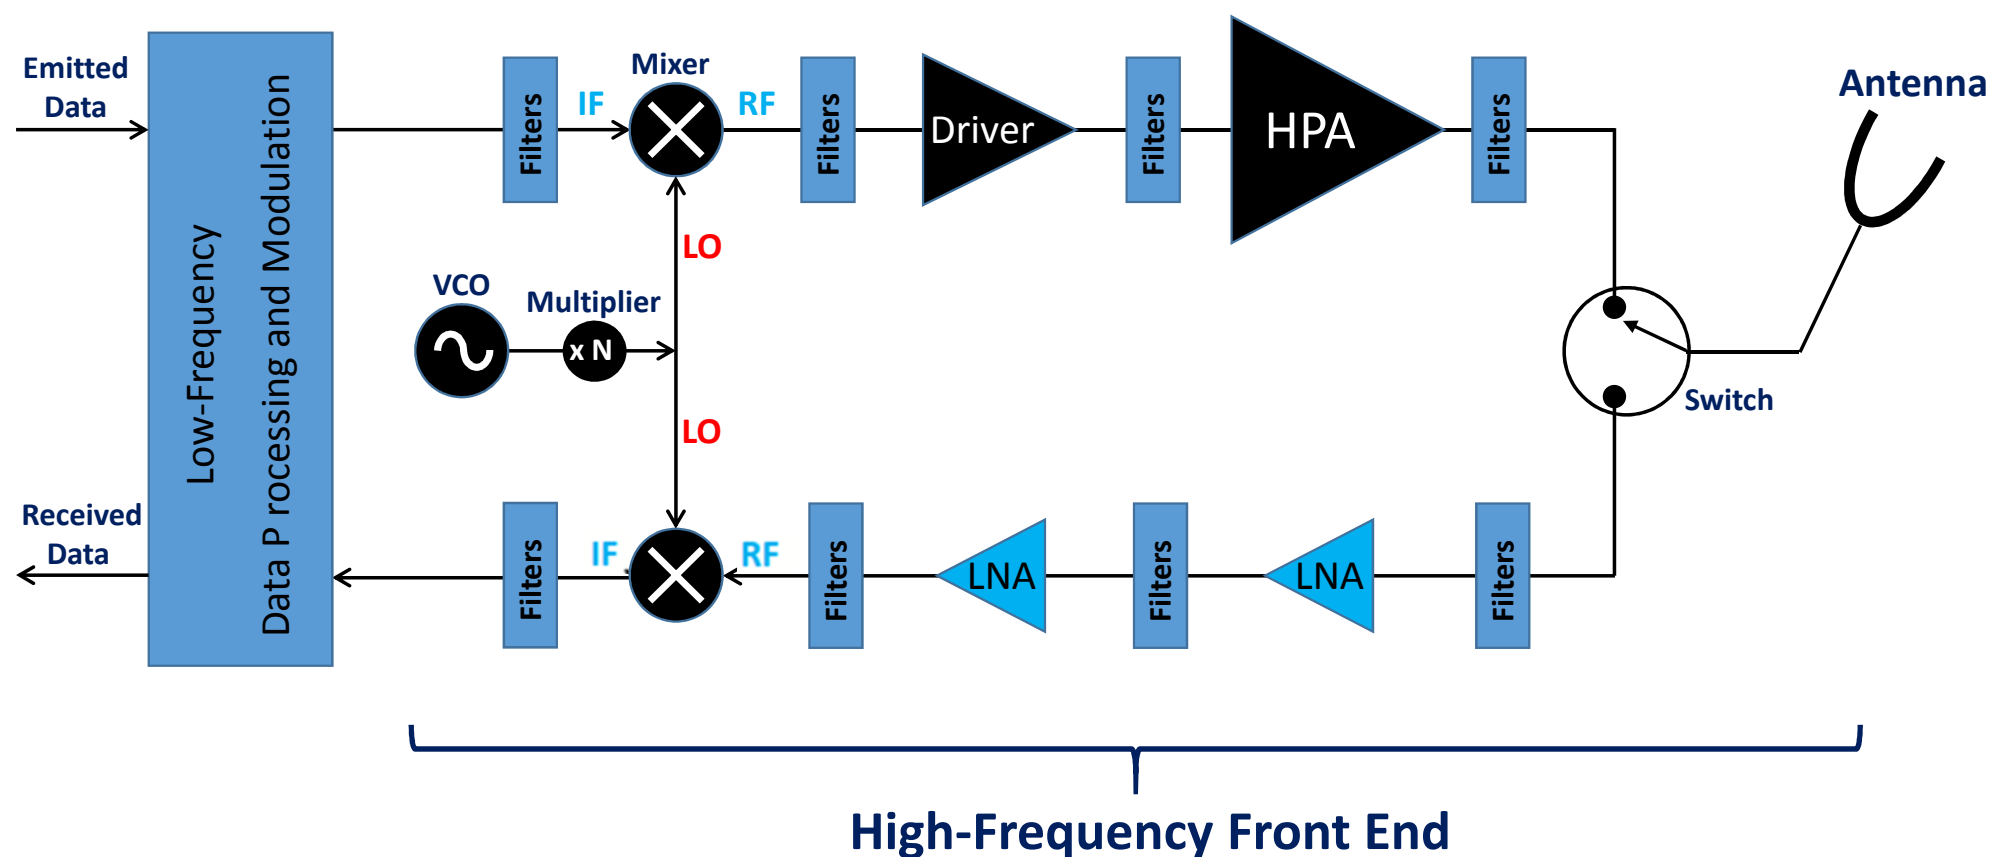 Emitted
Data
Low-Frequency
Data P rocessing and Modulation
Filters
IF
Mixer
RF
Filters
Driver
Filters
HPA
Filters
Antenna
LO
VCO
Multiplier
x N
LO
Switch
Received
Data
Filters
IF
RF
Filters
LNA
Filters
LNA
Filters
High-Frequency Front End